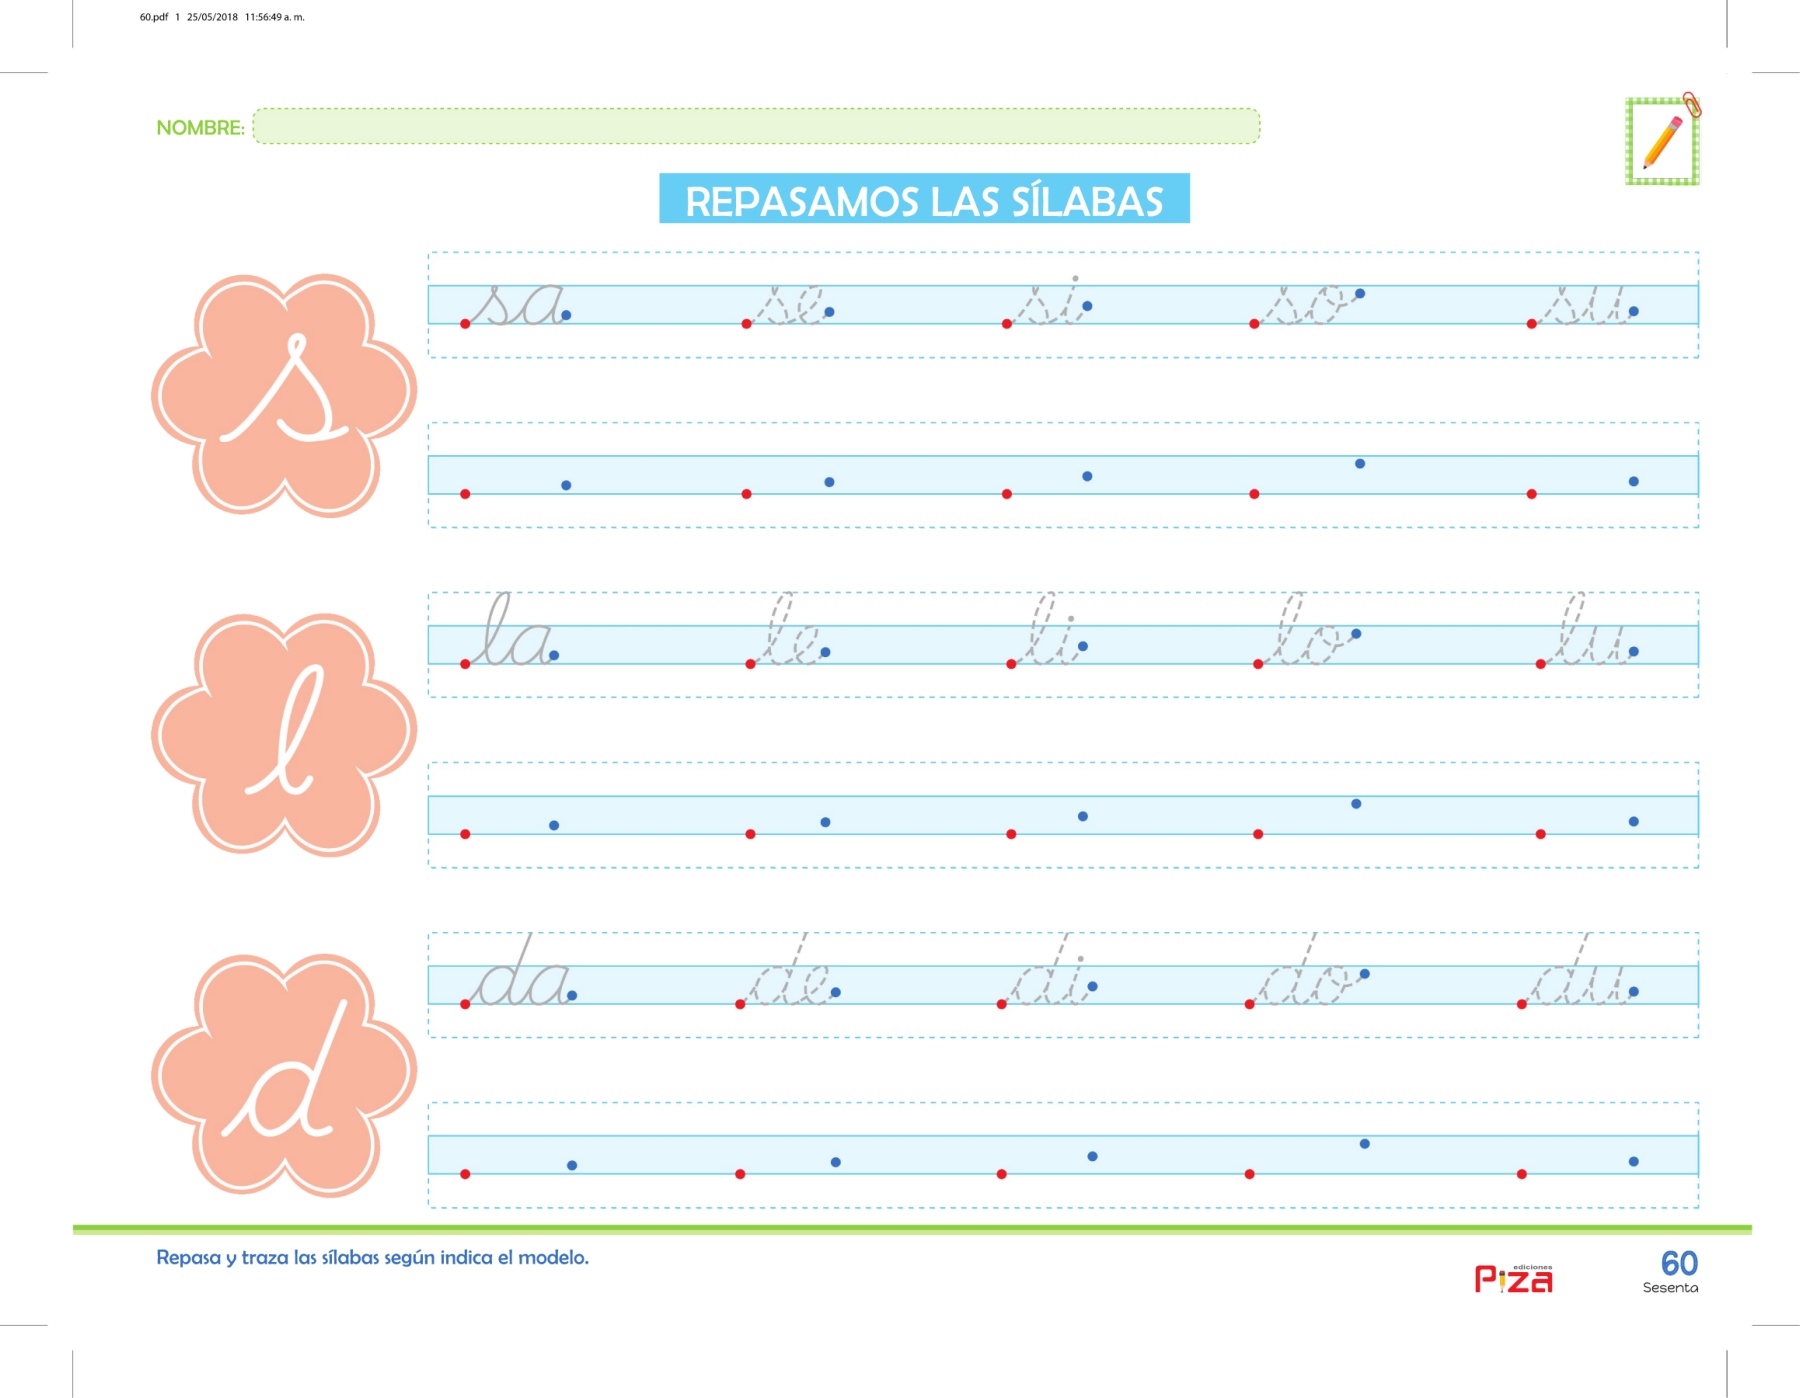 60.pdf 1 25/05/2018 11:56:49 a. m.
NOMBRE:
REPASAMOS LAS SÍLABAS
s
sa se si so su
l
la le li lo lu
d
da de di do du
Repasa y traza las sílabas según indica el modelo.
ediciones
Piza
60
Sesenta